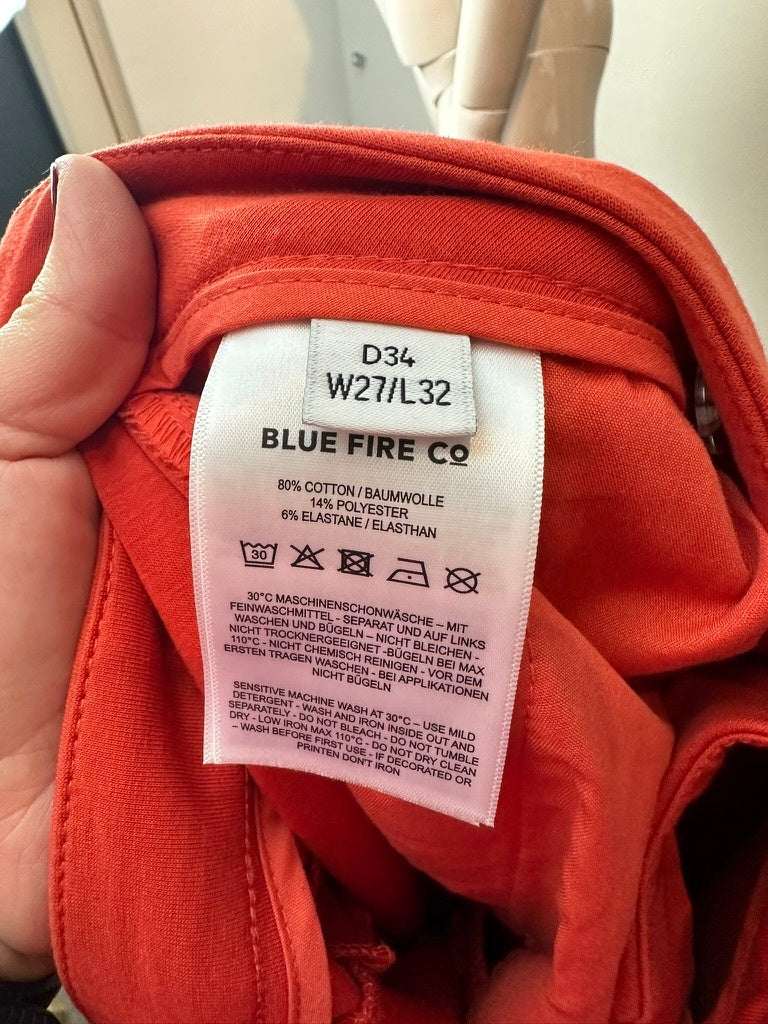 D34
W27/L32
BLUE FIRE Co
80% COTTON / BAUMWOLLE
14% POLYESTER
6% ELASTANE / ELASTHAN
30
30°C MASCHINENSCHONWÄSCHE – MIT
FEINWASCHMITTEL - SEPARAT UND AUF LINKS
WASCHEN UND BÜGELN – NICHT BLEICHEN -
NICHT TROCKNERGEEIGNET -BÜGELN BEI MAX
110°C - NICHT CHEMISCH REINIGEN - VOR DEM
ERSTEN TRAGEN WASCHEN - BEI APPLIKATIONEN
NICHT BÜGELN
SENSITIVE MACHINE WASH AT 30°C – USE MILD
DETERGENT - WASH AND IRON INSIDE OUT AND
SEPARATELY - DO NOT BLEACH - DO NOT TUMBLE
DRY - LOW IRON MAX 110°C - DO NOT DRY CLEAN
– WASH BEFORE FIRST USE - IF DECORATED OR
PRINTEN DON'T IRON